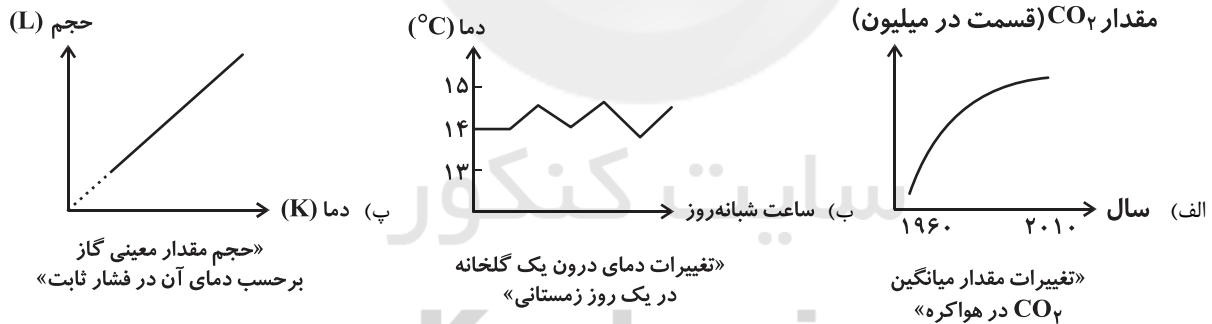 الف)
مقدار CO۲ (قسمت در میلیون)
سال
۱۹۶۰ ۲۰۱۰
«تغییرات مقدار میانگین
CO۲ در هواکره»
ب)
دما (°C)
۱۵
۱۴
۱۳
ساعت شبانه‌روز
«تغییرات دمای درون یک گلخانه
در یک روز زمستانی»
پ)
حجم (L)
دما (K)
«حجم مقدار معینی گاز
برحسب دمای آن در فشار ثابت»
سایت کنکور